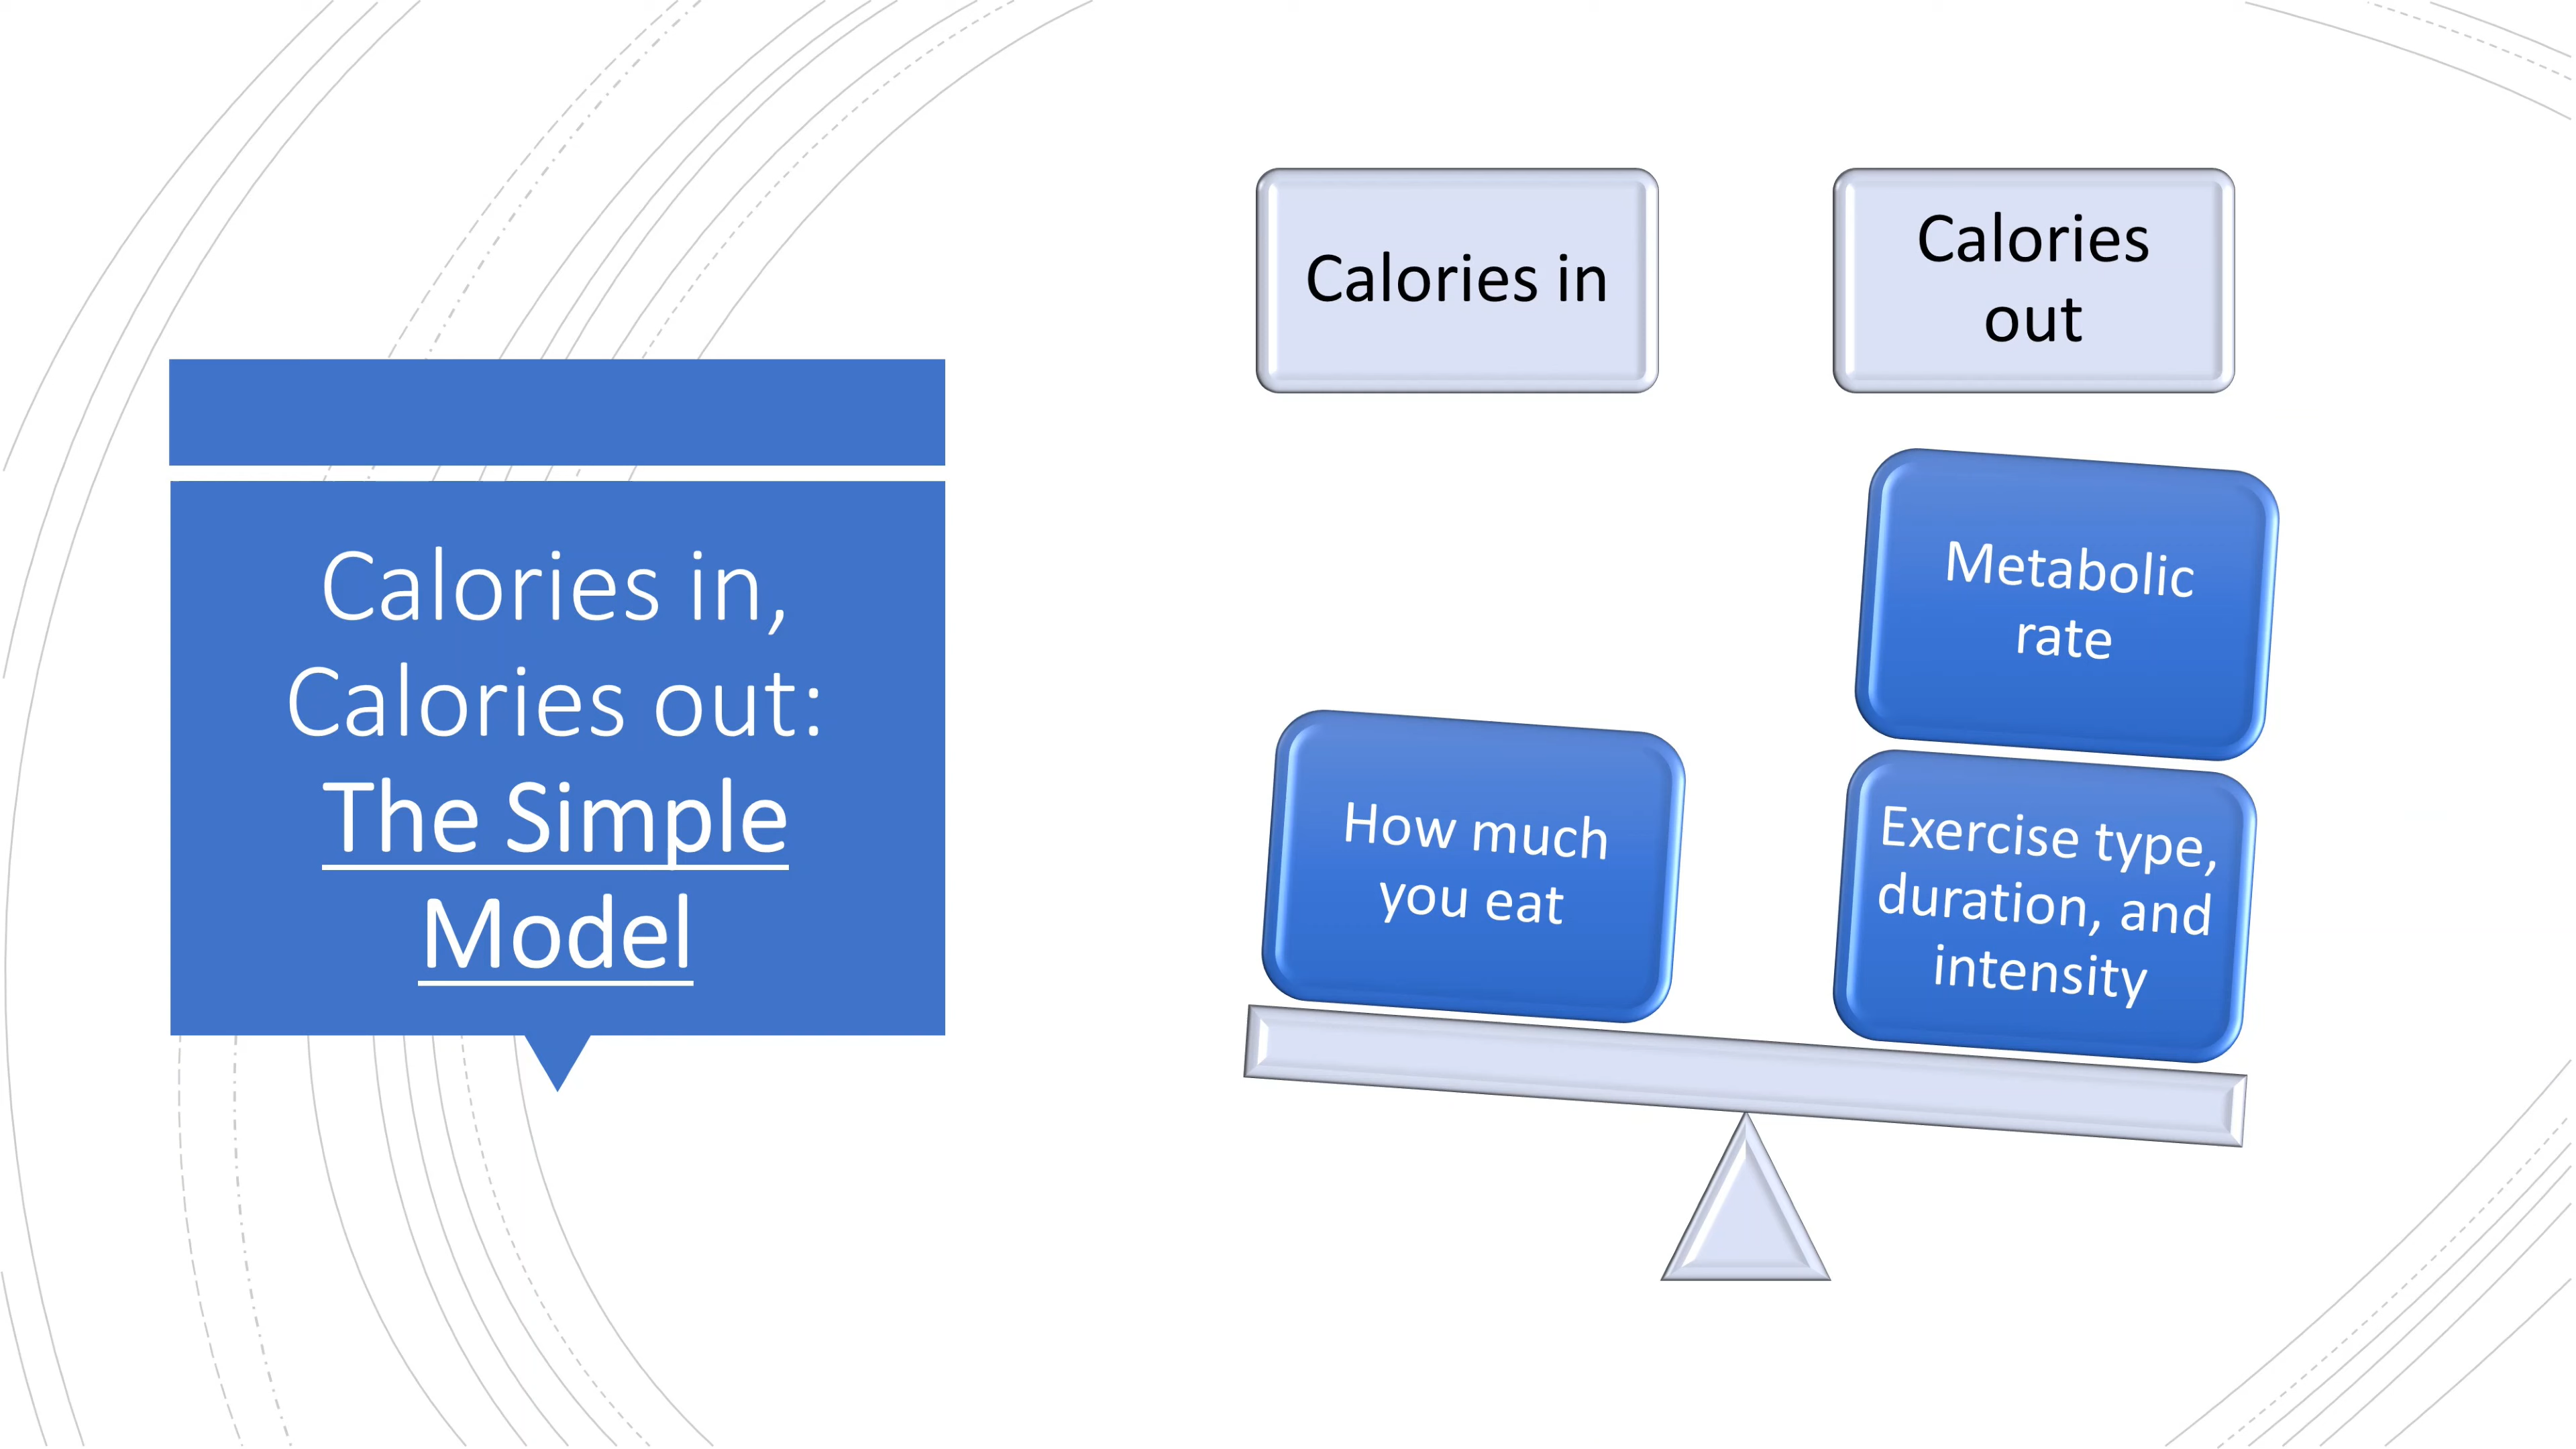 Calories in,
Calories out:
The Simple
Model
Calories in
Calories
out
How much
you eat
Metabolic
rate
Exercise type,
duration, and
intensity